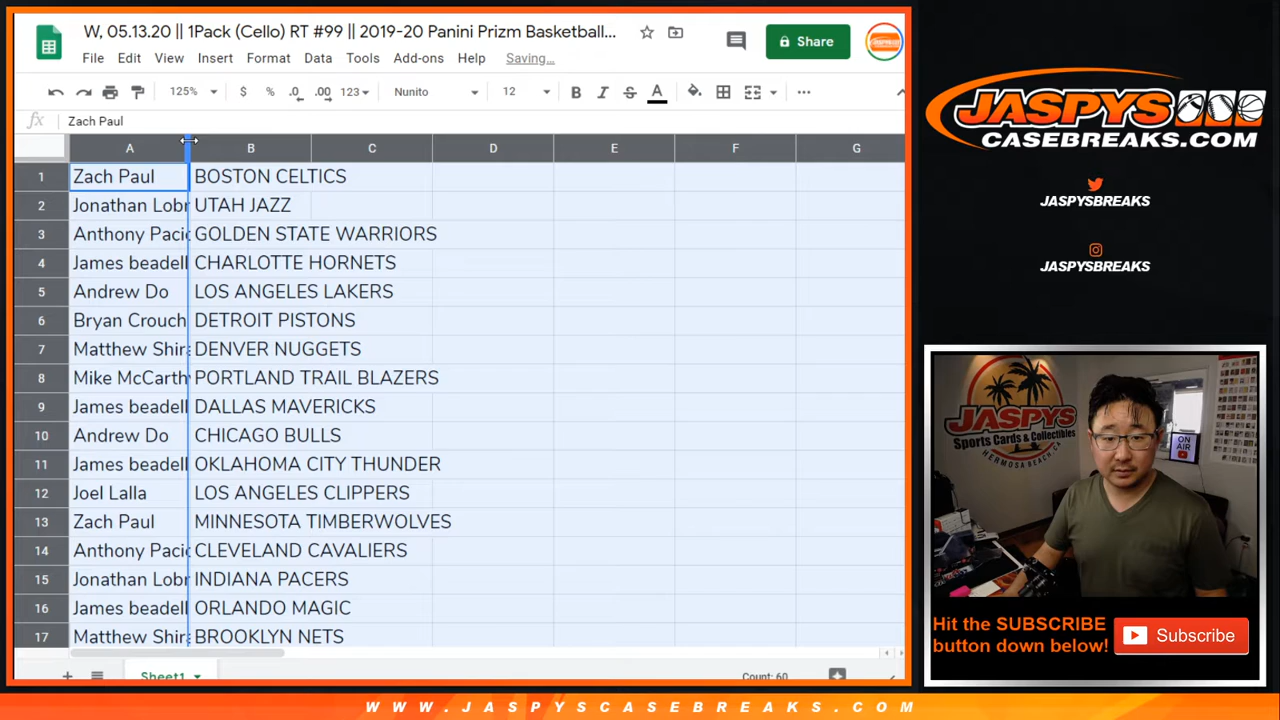 W, 05.13.20 || 1Pack (Cello) RT #99 || 2019-20 Panini Prizm Basketball...
Share
File Edit View Insert Format Data Tools Add-ons Help Saving...
125% $ % .0 .00 123 Nunito 12 B I S A ...
fx Zach Paul
A B C D E F G
1 Zach Paul BOSTON CELTICS
2 Jonathan Lobr UTAH JAZZ
3 Anthony Pacic GOLDEN STATE WARRIORS
4 James beadell CHARLOTTE HORNETS
5 Andrew Do LOS ANGELES LAKERS
6 Bryan Crouch DETROIT PISTONS
7 Matthew Shira DENVER NUGGETS
8 Mike McCarthy PORTLAND TRAIL BLAZERS
9 James beadell DALLAS MAVERICKS
10 Andrew Do CHICAGO BULLS
11 James beadell OKLAHOMA CITY THUNDER
12 Joel Lalla LOS ANGELES CLIPPERS
13 Zach Paul MINNESOTA TIMBERWOLVES
14 Anthony Pacic CLEVELAND CAVALIERS
15 Jonathan Lobr INDIANA PACERS
16 James beadell ORLANDO MAGIC
17 Matthew Shira BROOKLYN NETS
Sheet1
Count: 60
JASPYS
CASEBREAKS.COM
JASPYSBREAKS
JASPYSBREAKS
JASPYS
Sports Cards & Collectibles
HERMOSA BEACH, CA
ON
AIR
Hit the SUBSCRIBE
button down below!
Subscribe
WWW.JASPYSCASEBREAKS.COM